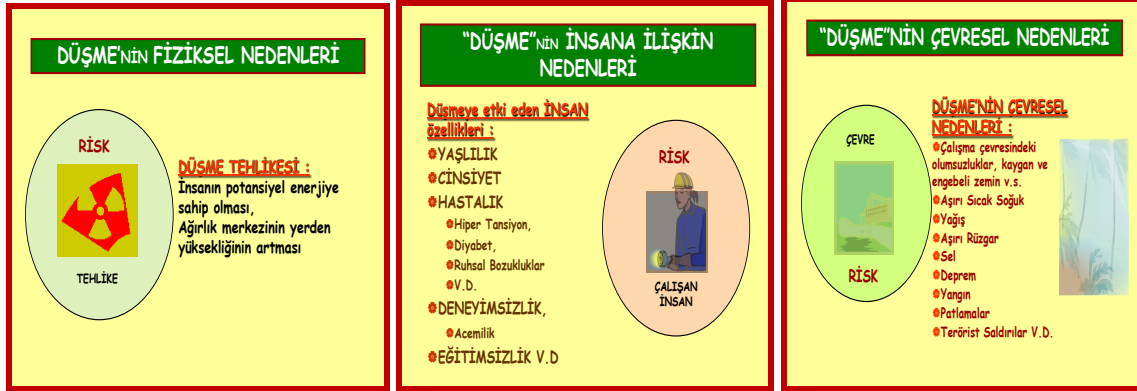 DÜŞME'NİN FİZİKSEL NEDENLERİ
RİSK
TEHLİKE
DÜŞME TEHLİKESİ :
İnsanın potansiyel enerjiye
sahip olması,
Ağırlık merkezinin yerden
yüksekliğinin artması
"DÜŞME"NİN İNSANA İLİŞKİN
NEDENLERİ
Düşmeye etki eden İNSAN
özellikleri :
YAŞLILIK
CİNSİYET
HASTALIK
Hiper Tansiyon,
Diyabet,
Ruhsal Bozukluklar
V.D.
DENEYİMSİZLİK,
Acemilik
EĞİTİMSİZLİK V.D
RİSK
ÇALIŞAN
İNSAN
"DÜŞME"NİN ÇEVRESEL NEDENLERİ
ÇEVRE
RİSK
DÜŞME'NİN ÇEVRESEL
NEDENLERİ :
Çalışma çevresindeki
olumsuzluklar, kaygan ve
engebeli zemin v.s.
Aşırı Sıcak Soğuk
Yağış
Aşırı Rüzgar
Sel
Deprem
Yangın
Patlamalar
Terörist Saldırılar V.D.